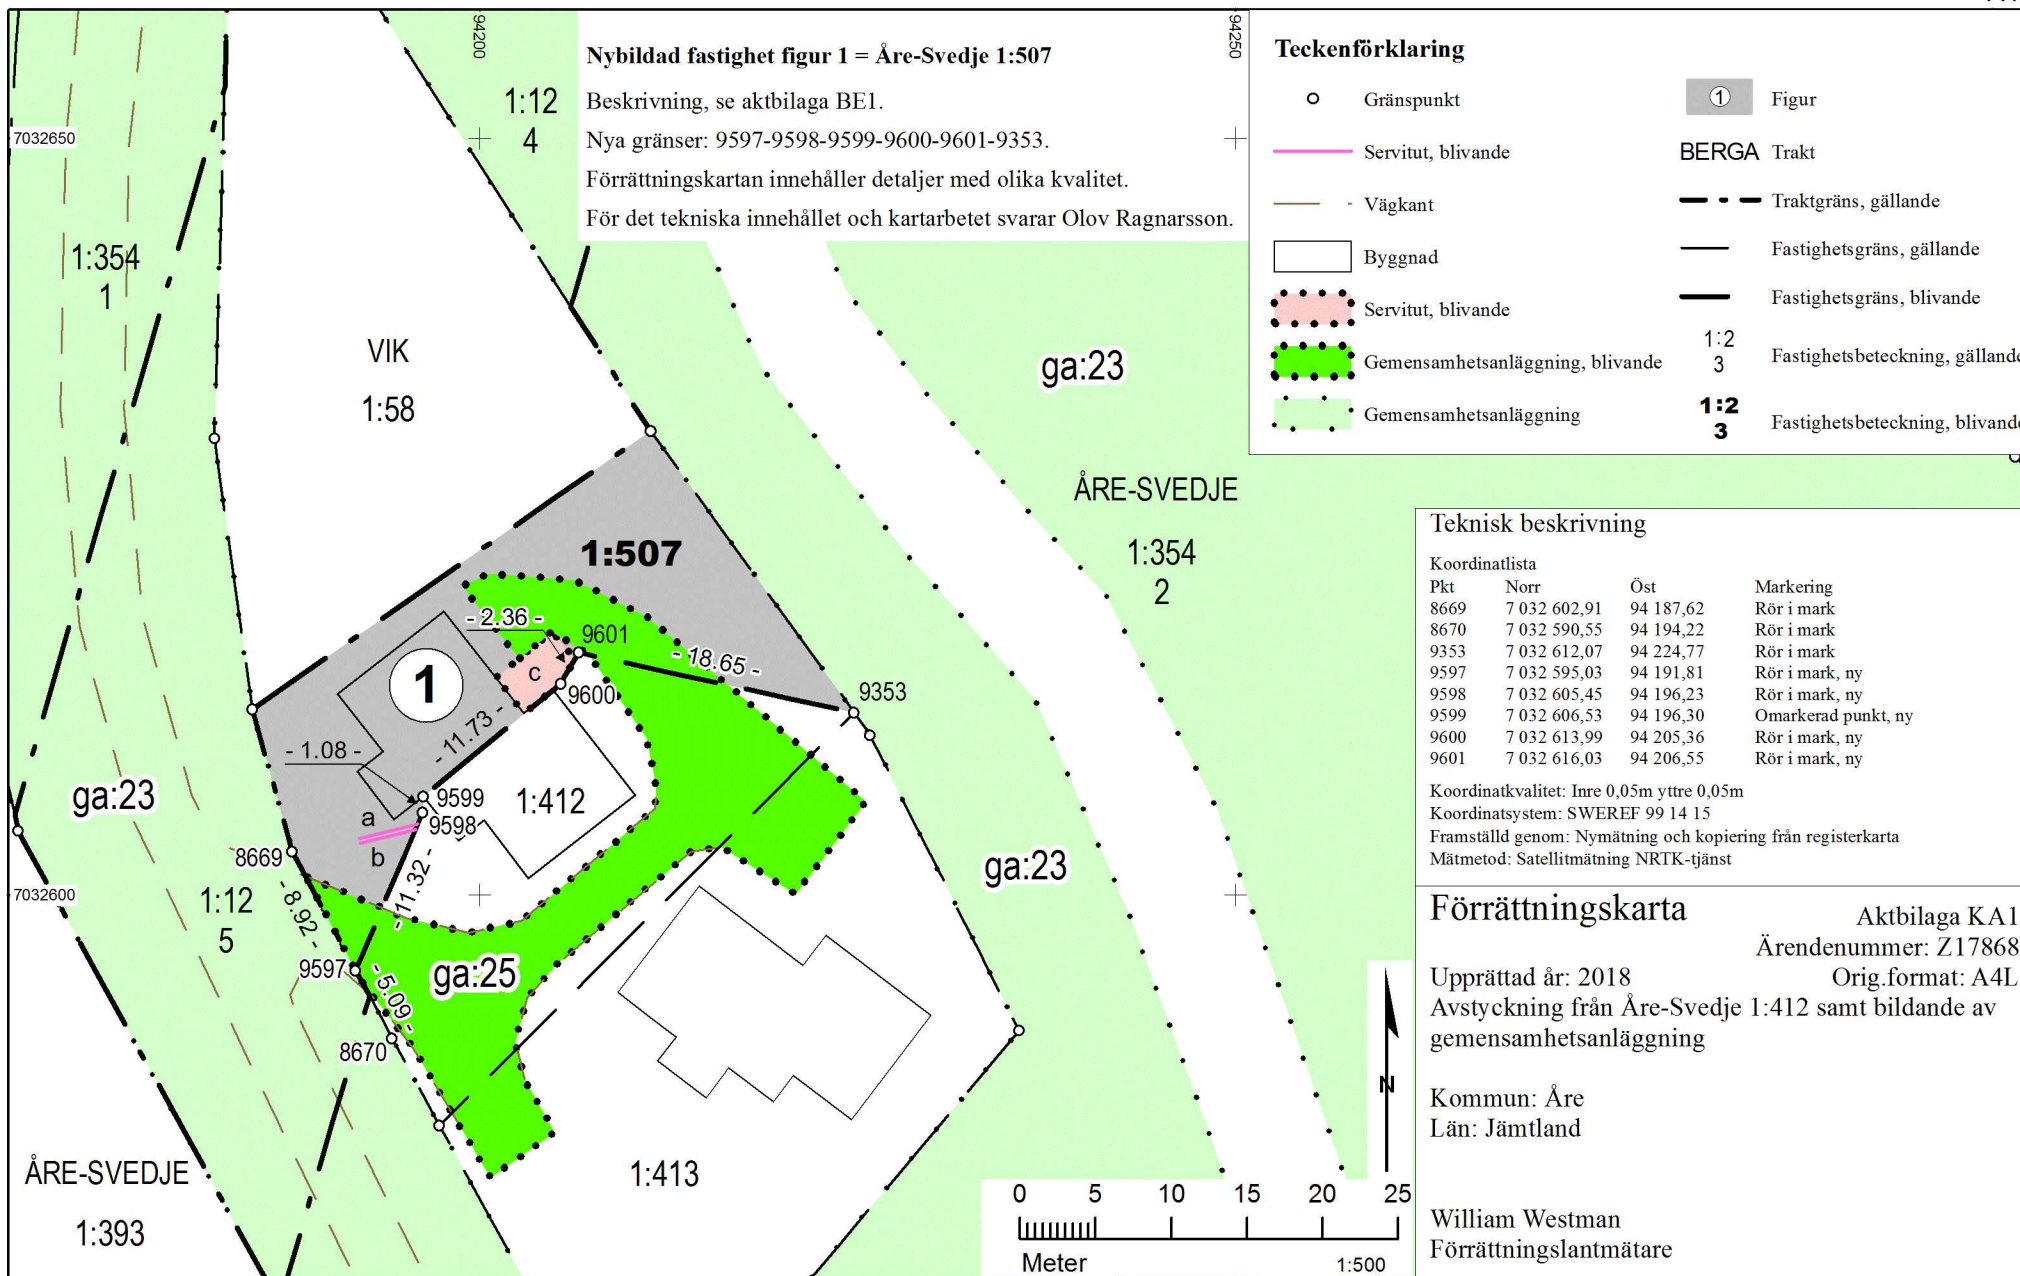 94200
94250
7032650
7032600
Nybildad fastighet figur 1 = Åre-Svedje 1:507
Beskrivning, se aktbilaga BE1.
Nya gränser: 9597-9598-9599-9600-9601-9353.
Förrättningskartan innehåller detaljer med olika kvalitet.
För det tekniska innehållet och kartarbetet svarar Olov Ragnarsson.
1:12
4
1:354
1
VIK
1:58
ga:23
ÅRE-SVEDJE
1:354
2
1:507
- 2.36 -
9601
- 18.65 -
c
9600
9353
1
- 11.73 -
- 1.08 -
9599
1:412
ga:23
a
9598
b
8669
- 11.32 -
ga:23
1:12
5
- 8.92 -
9597
ga:25
- 5.09 -
8670
ÅRE-SVEDJE
1:393
1:413
N
0 5 10 15 20 25
Meter 1:500
Teckenförklaring
Gränspunkt
Servitut, blivande
Vägkant
Byggnad
Servitut, blivande
Gemensamhetsanläggning, blivande
Gemensamhetsanläggning
1 Figur
BERGA Trakt
Traktgräns, gällande
Fastighetsgräns, gällande
Fastighetsgräns, blivande
1:2
3
Fastighetsbeteckning, gällande
1:2
3
Fastighetsbeteckning, blivande
Teknisk beskrivning
Koordinatlista
Pkt Norr Öst Markering
8669 7 032 602,91 94 187,62 Rör i mark
8670 7 032 590,55 94 194,22 Rör i mark
9353 7 032 612,07 94 224,77 Rör i mark
9597 7 032 595,03 94 191,81 Rör i mark, ny
9598 7 032 605,45 94 196,23 Rör i mark, ny
9599 7 032 606,53 94 196,30 Omarkerad punkt, ny
9600 7 032 613,99 94 205,36 Rör i mark, ny
9601 7 032 616,03 94 206,55 Rör i mark, ny
Koordinatkvalitet: Inre 0,05m yttre 0,05m
Koordinatsystem: SWEREF 99 14 15
Framställd genom: Nymätning och kopiering från registerkarta
Mätmetod: Satellitmätning NRTK-tjänst
Förrättningskarta
Aktbilaga KA1
Ärendenummer: Z17868
Upprättad år: 2018 Orig.format: A4L
Avstyckning från Åre-Svedje 1:412 samt bildande av
gemensamhetsanläggning
Kommun: Åre
Län: Jämtland
William Westman
Förrättningslantmätare